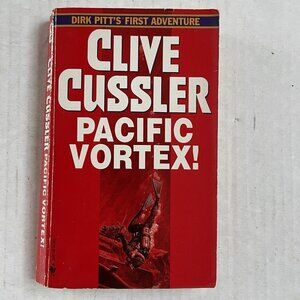 DIRK PITT'S FIRST ADVENTURE
CLIVE
CUSSLER
PACIFIC
VORTEX!
CLIVE CUSSLER PACIFIC VORTEX!